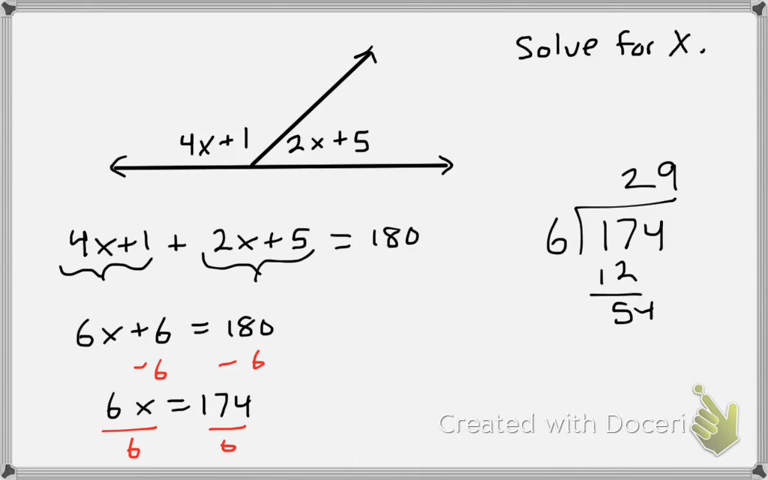 Solve for X.
4x+1 2x+5
4x+1 + 2x+5 = 180
6x+6 = 180
-6 -6
6x = 174
6 6
29
6 174
12
54
Created with Doceri